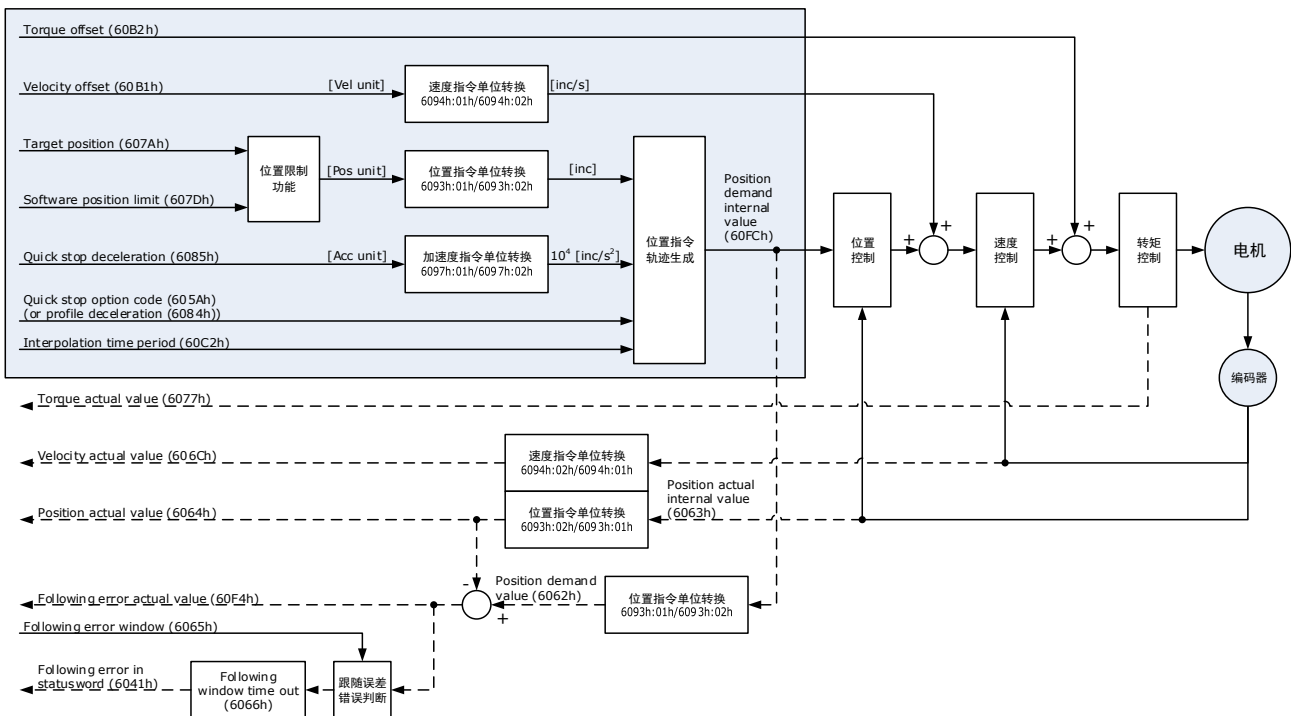 Torque offset (60B2h)
Velocity offset (60B1h)
[Vel unit]
速度指令单位转换
6094h:01h/6094h:02h
[inc/s]
Target position (607Ah)
位置限制
功能
[Pos unit]
位置指令单位转换
6093h:01h/6093h:02h
[inc]
Software position limit (607Dh)
Quick stop deceleration (6085h)
[Acc unit]
加速度指令单位转换
6097h:01h/6097h:02h
10⁴ [inc/s²]
Quick stop option code (605Ah)
(or profile deceleration (6084h))
Interpolation time period (60C2h)
位置指令
轨迹生成
Position
demand
internal
value
(60FCh)
位置
控制
+
+
速度
控制
+
+
转矩
控制
电机
编码器
Torque actual value (6077h)
Velocity actual value (606Ch)
速度指令单位转换
6094h:02h/6094h:01h
Position actual value (6064h)
位置指令单位转换
6093h:02h/6093h:01h
Position actual
internal value
(6063h)
Following error actual value (60F4h)
-
+
Position demand
value (6062h)
位置指令单位转换
6093h:01h/6093h:02h
Following error window (6065h)
Following error in
statusword (6041h)
Following
window time out
(6066h)
跟随误差
错误判断